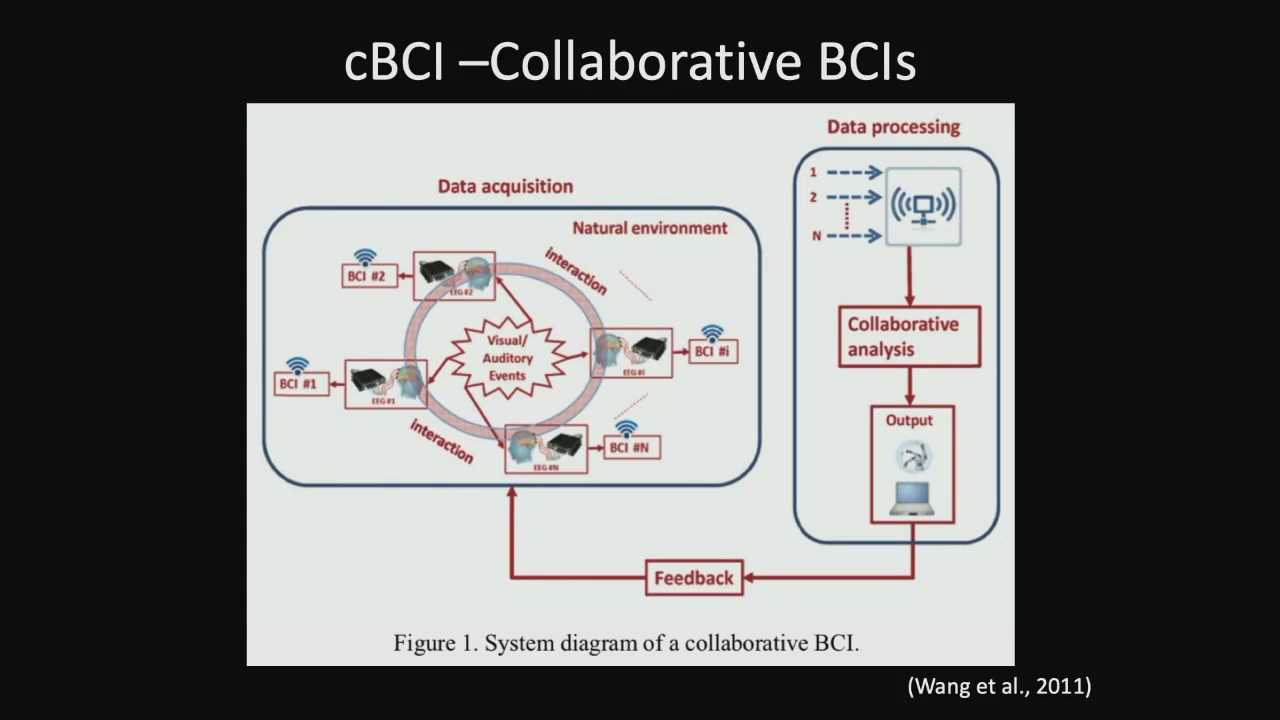 cBCI –Collaborative BCIs
Data acquisition
Natural environment
BCI #2
EEG #2
interaction
Visual/
Auditory
Events
BCI #i
EEG #i
BCI #1
EEG #1
interaction
BCI #N
EEG #N
Data processing
1
2
N
Collaborative
analysis
Output
Feedback
Figure 1. System diagram of a collaborative BCI.
(Wang et al., 2011)